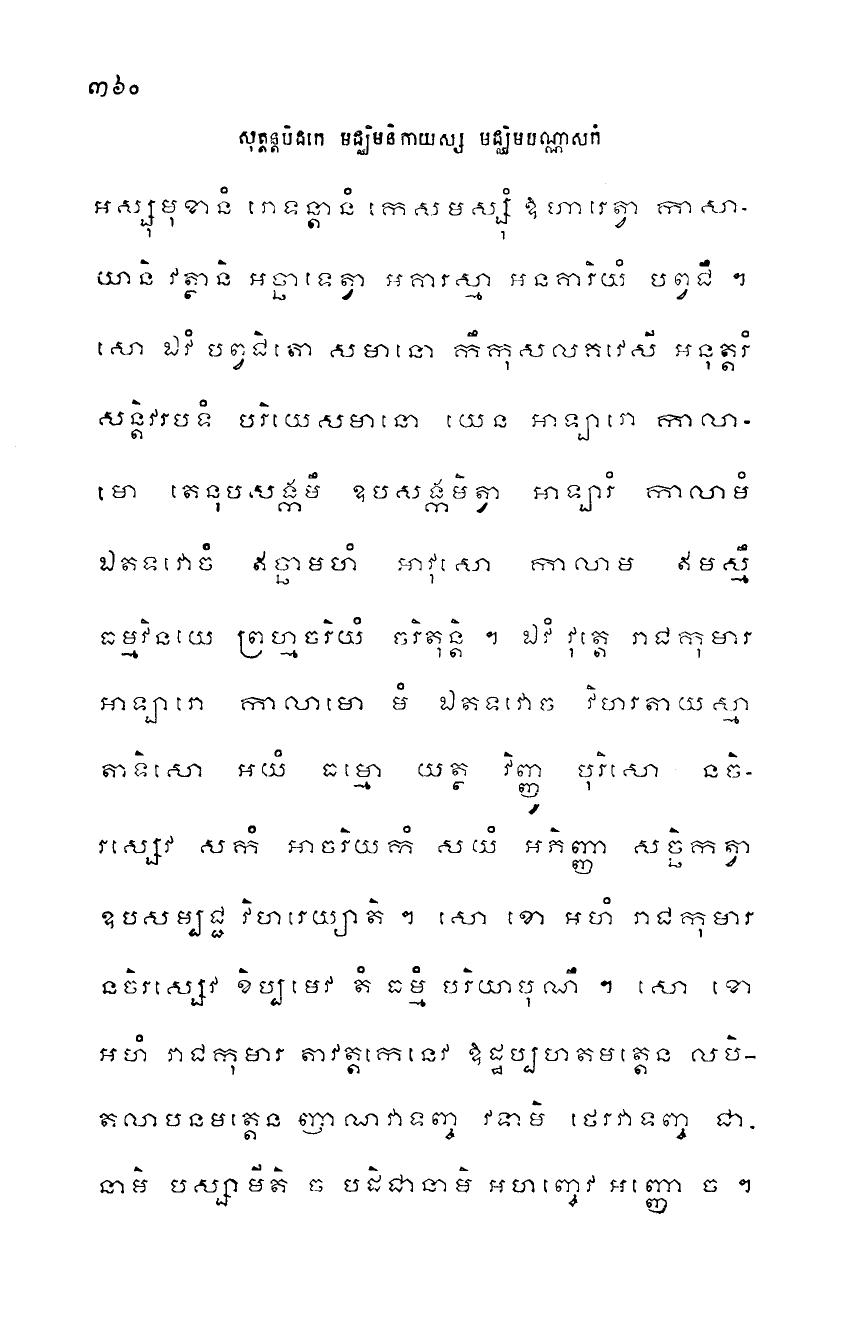 ៣៦០
សុត្តន្តបិដកេ មជ្ឈិមនិកាយស្ស មជ្ឈិមបណ្ណាសកំ
អស្សុមុខានំ រោទន្តានំ កេសមស្សុំ ឱហារេត្វា កាសា-
យានិ វត្ថានិ អច្ឆាទេត្វា អគារស្មា អនគារិយំ បព្វជឹ ។
សោ ឯវំ បព្វជិតោ សមានោ កឹកុសលគវេសី អនុត្តរំ
សន្តិវរបទំ បរិយេសមានោ យេន អាឡារោ កាលា-
មោ តេនុបសង្កមឹ ឧបសង្កមិត្វា អាឡារំ កាលាមំ
ឯតទវោចំ ឥច្ឆាមហំ អាវុសោ កាលាម ឥមស្មឹ
ធម្មវិនយេ ព្រហ្មចរិយំ ចរិតុន្តិ ។ ឯវំ វុត្តេ រាជកុមារ
អាឡារោ កាលាមោ មំ ឯតទវោច វិហរតាយស្មា
តាទិសោ អយំ ធម្មោ យត្ថ វិញ្ញូ បុរិសោ នចិ-
រស្សេវ សកំ អាចរិយកំ សយំ អភិញ្ញា សច្ឆិកត្វា
ឧបសម្បជ្ជ វិហរេយ្យាតិ ។ សោ ខោ អហំ រាជកុមារ
នចិរស្សេវ ខិប្បមេវ តំ ធម្មំ បរិយាបុណឹ ។ សោ ខោ
អហំ រាជកុមារ តាវត្តកេនេវ ឱដ្ឋប្បហតមត្តេន លបិ-
តលាបនមត្តេន ញាណវាទញ្ច វទាមិ ថេរវាទញ្ច ជា-
នាមិ បស្សាមីតិ ច បដិជានាមិ អហញ្ចេវ អញ្ញោ ច ។